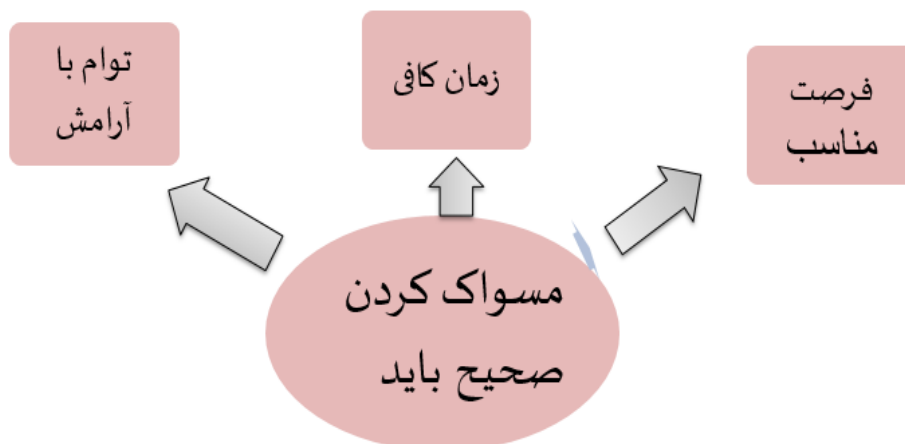 فرصت
مناسب
زمان کافی
توام با
آرامش
مسواک کردن
صحیح باید